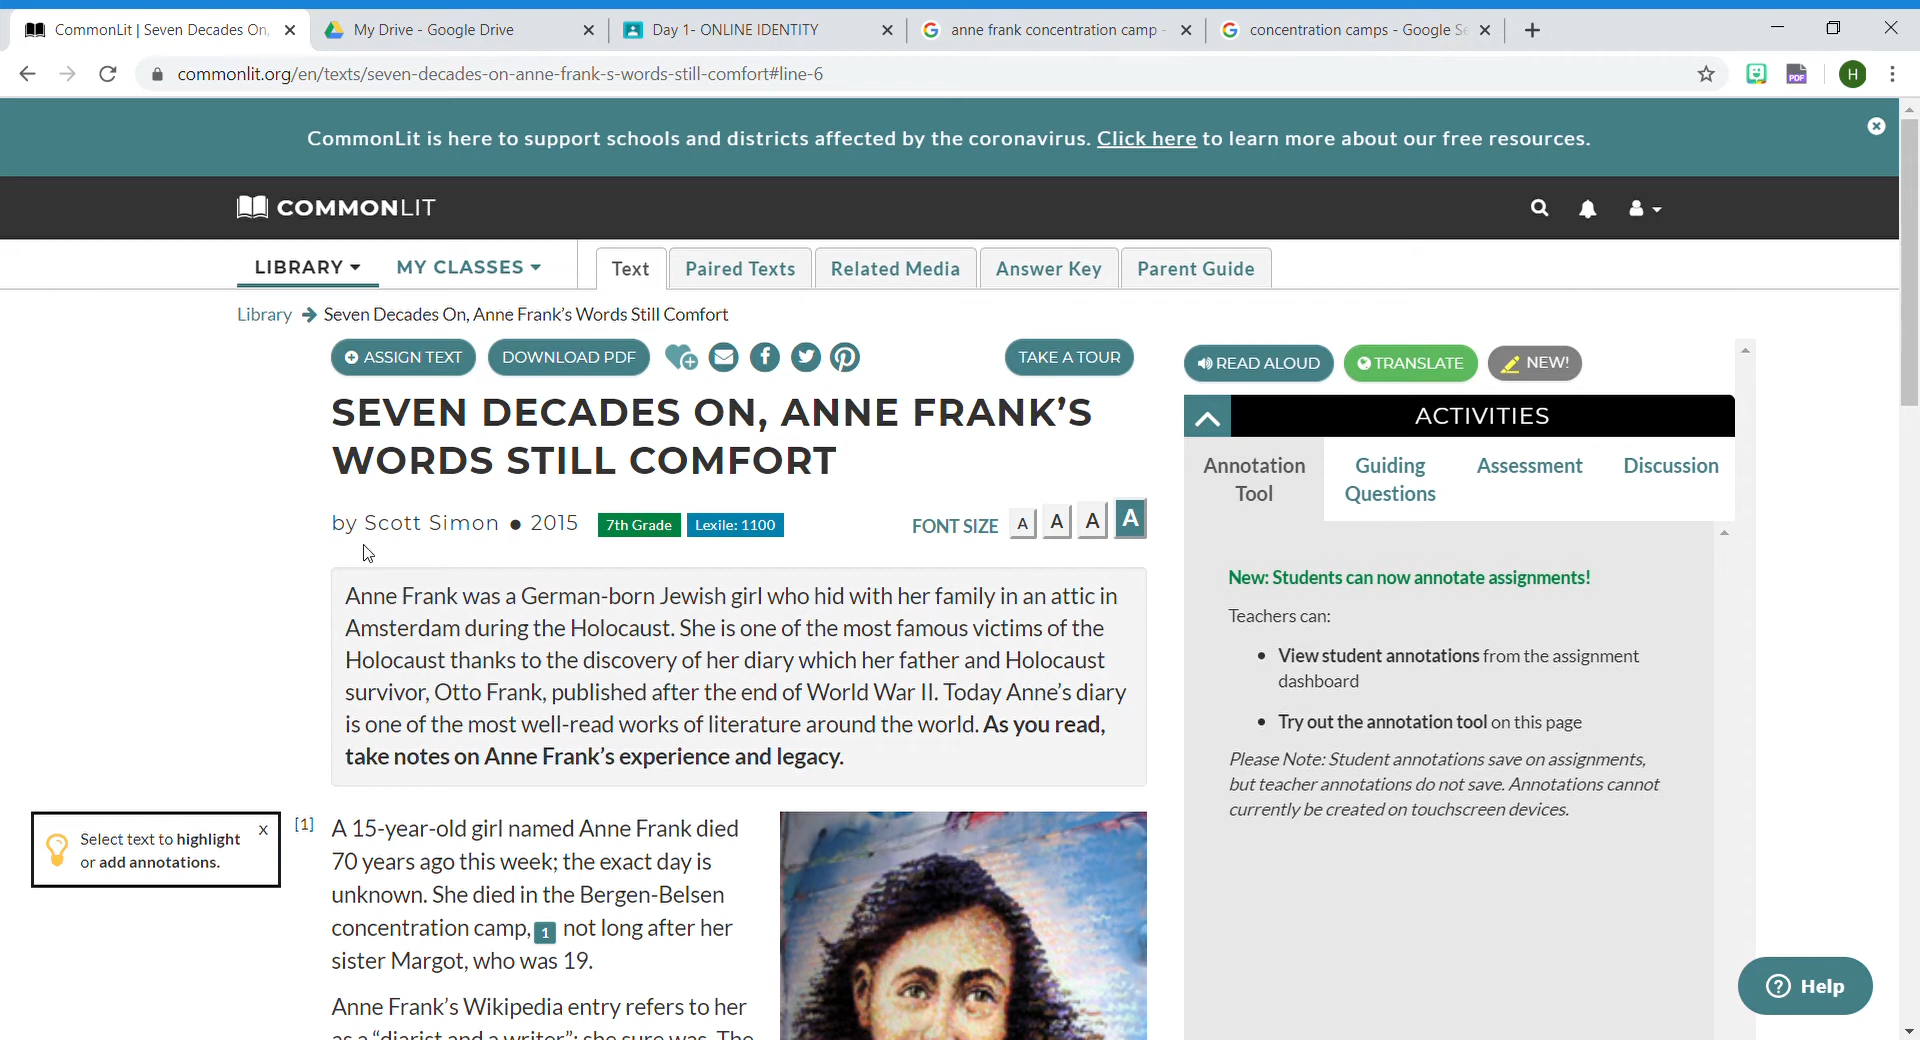 CommonLit | Seven Decades On,
My Drive - Google Drive
Day 1- ONLINE IDENTITY
anne frank concentration camp -
concentration camps - Google Se
commonlit.org/en/texts/seven-decades-on-anne-frank-s-words-still-comfort#line-6
PDF
H
CommonLit is here to support schools and districts affected by the coronavirus. Click here to learn more about our free resources.
COMMONLIT
LIBRARY
MY CLASSES
Text
Paired Texts
Related Media
Answer Key
Parent Guide
Library
Seven Decades On, Anne Frank's Words Still Comfort
ASSIGN TEXT
DOWNLOAD PDF
TAKE A TOUR
READ ALOUD
TRANSLATE
NEW!
SEVEN DECADES ON, ANNE FRANK'S
WORDS STILL COMFORT
by Scott Simon ● 2015
7th Grade
Lexile: 1100
FONT SIZE
A A A A
Anne Frank was a German-born Jewish girl who hid with her family in an attic in
Amsterdam during the Holocaust. She is one of the most famous victims of the
Holocaust thanks to the discovery of her diary which her father and Holocaust
survivor, Otto Frank, published after the end of World War II. Today Anne's diary
is one of the most well-read works of literature around the world. As you read,
take notes on Anne Frank's experience and legacy.
Select text to highlight
or add annotations.
X
[1]
A 15-year-old girl named Anne Frank died
70 years ago this week; the exact day is
unknown. She died in the Bergen-Belsen
concentration camp, 1 not long after her
sister Margot, who was 19.
Anne Frank's Wikipedia entry refers to her
as a "diarist and a writer"; she sure was. The
ACTIVITIES
Annotation
Tool
Guiding
Questions
Assessment
Discussion
New: Students can now annotate assignments!
Teachers can:
• View student annotations from the assignment
dashboard
• Try out the annotation tool on this page
Please Note: Student annotations save on assignments,
but teacher annotations do not save. Annotations cannot
currently be created on touchscreen devices.
? Help